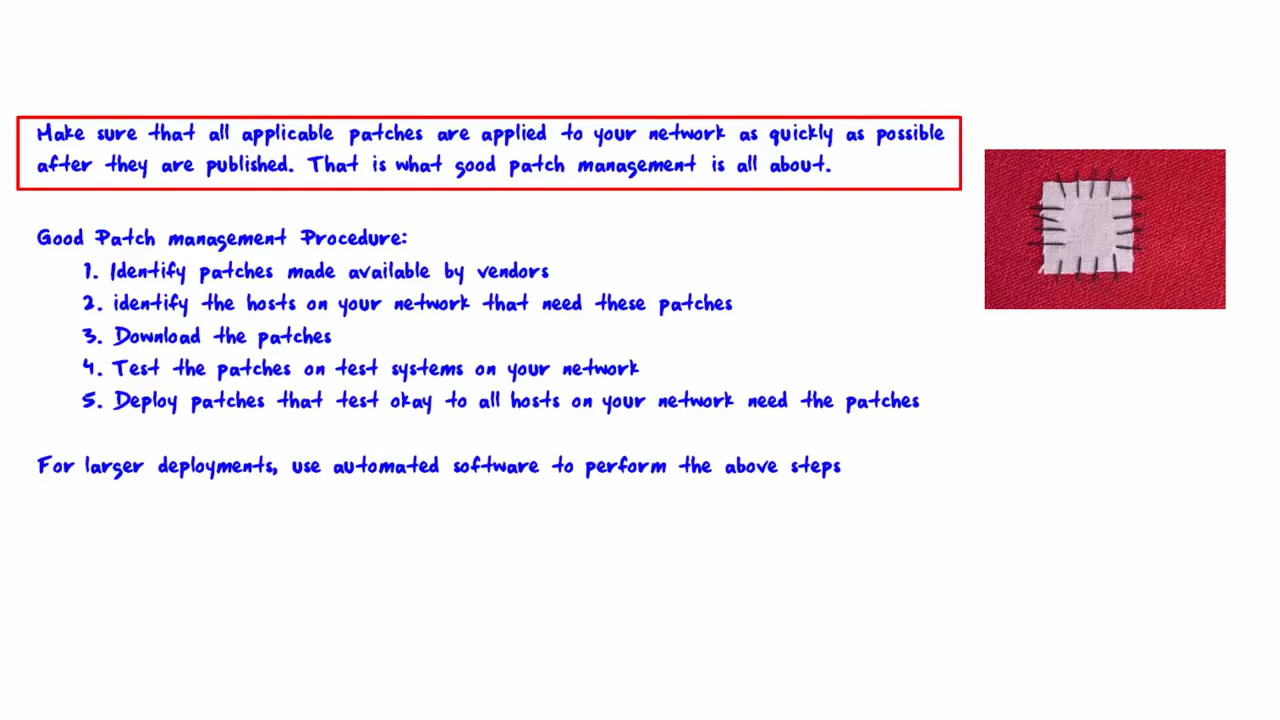 Make sure that all applicable patches are applied to your network as quickly as possible
after they are published. That is what good patch management is all about.
Good Patch management Procedure:
1. Identify patches made available by vendors
2. identify the hosts on your network that need these patches
3. Download the patches
4. Test the patches on test systems on your network
5. Deploy patches that test okay to all hosts on your network need the patches
For larger deployments, use automated software to perform the above steps